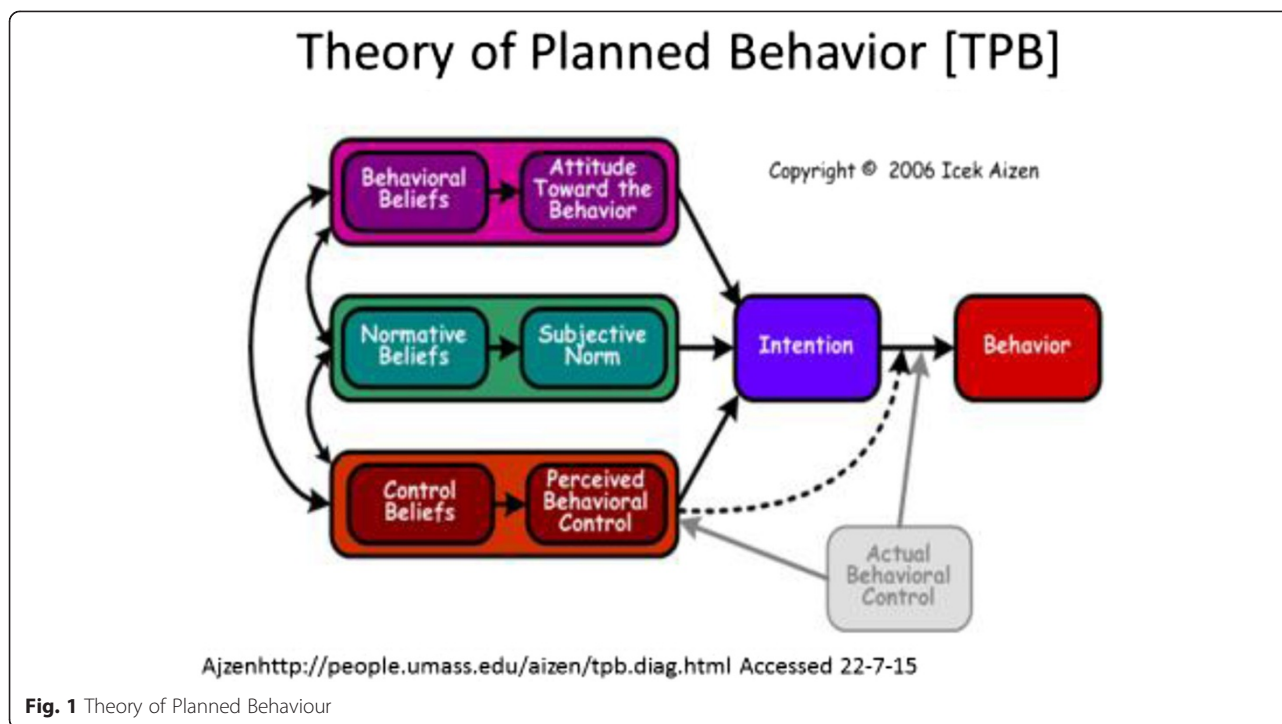 Theory of Planned Behavior [TPB]
Copyright © 2006 Icek Aizen
Behavioral
Beliefs
Attitude
Toward the
Behavior
Normative
Beliefs
Subjective
Norm
Intention
Behavior
Control
Beliefs
Perceived
Behavioral
Control
Actual
Behavioral
Control
Ajzenhttp://people.umass.edu/aizen/tpb.diag.html Accessed 22-7-15
Fig. 1 Theory of Planned Behaviour